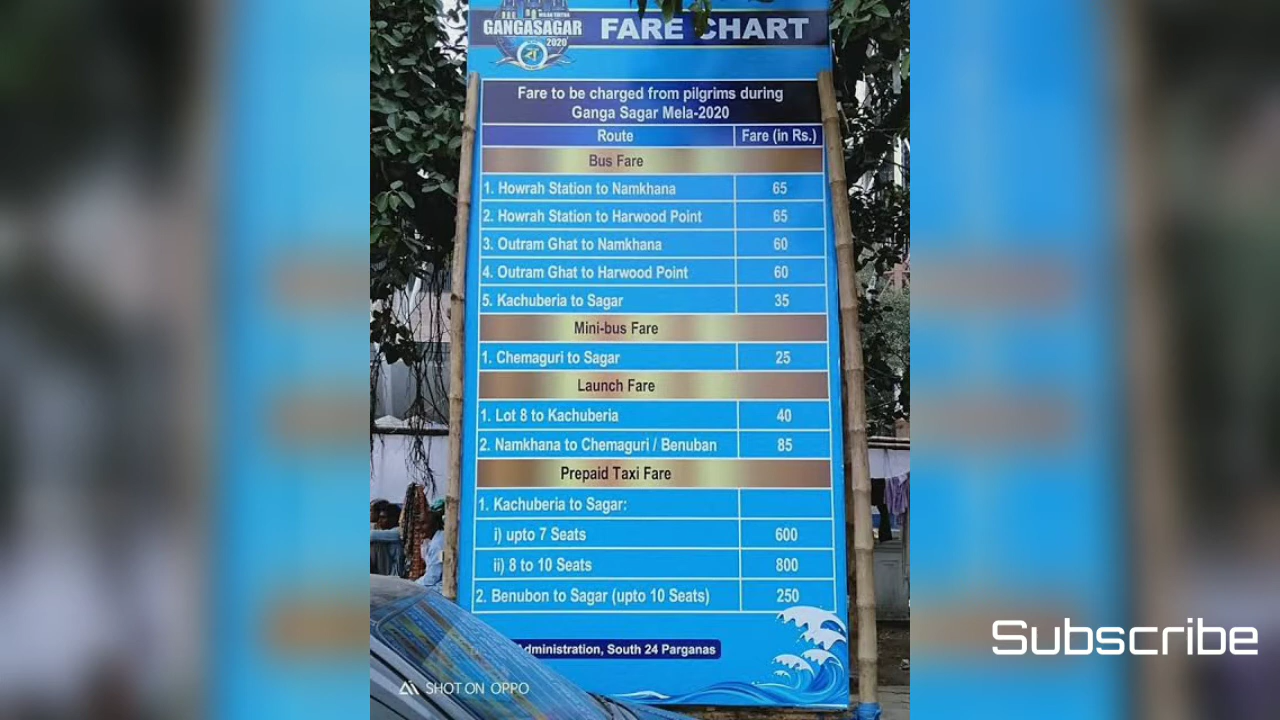 GANGASAGAR
2020
FARE CHART
Fare to be charged from pilgrims during
Ganga Sagar Mela-2020
Route Fare (in Rs.)
Bus Fare
1. Howrah Station to Namkhana 65
2. Howrah Station to Harwood Point 65
3. Outram Ghat to Namkhana 60
4. Outram Ghat to Harwood Point 60
5. Kachuberia to Sagar 35
Mini-bus Fare
1. Chemaguri to Sagar 25
Launch Fare
1. Lot 8 to Kachuberia 40
2. Namkhana to Chemaguri / Benuban 85
Prepaid Taxi Fare
1. Kachuberia to Sagar:
i) upto 7 Seats 600
ii) 8 to 10 Seats 800
2. Benubon to Sagar (upto 10 Seats) 250
Administration, South 24 Parganas
SHOT ON OPPO
Subscribe